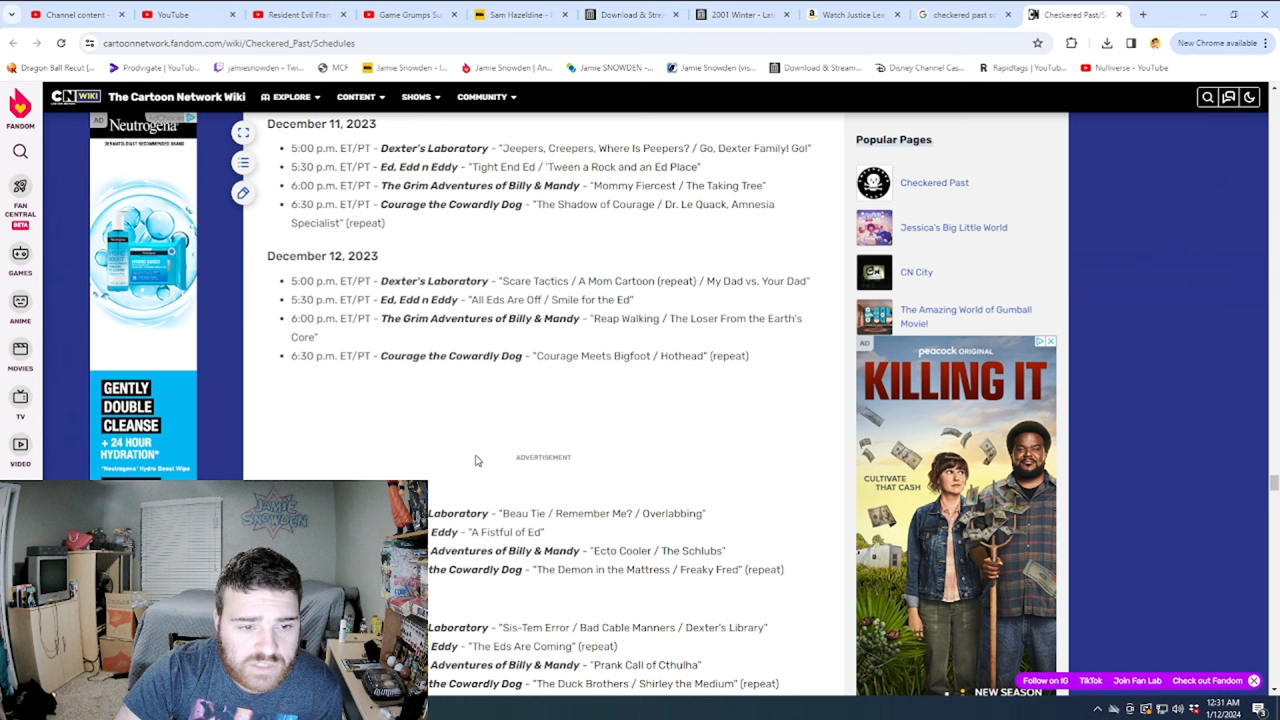 Channel content -
YouTube
Resident Evil Fran
Game Grumps Su
Sam Hazeldine - I
Download & Stre
2001 Winter - Lat
Watch Justice Lea
checkered past sc
Checkered Past/S
cartoonnetwork.fandom.com/wiki/Checkered_Past/Schedules
New Chrome available
Dragon Ball Recut [...
Prodvigate | YouTub...
jamiesnowden - Twi...
MCF
Jamie Snowden - I...
Jamie Snowden | An...
Jamie SNOWDEN -...
Jamie Snowden (vis...
Download & Stream...
Disney Channel Cas...
Rapidtags | YouTub...
Nulliverse - YouTube
FANDOM
CN WIKI
The Cartoon Network Wiki
EXPLORE
CONTENT
SHOWS
COMMUNITY
FAN CENTRAL
BETA
GAMES
ANIME
MOVIES
TV
VIDEO
AD
Neutrogena
DERMATOLOGIST RECOMMENDED BRAND
GENTLY
DOUBLE
CLEANSE
+ 24 HOUR
HYDRATION*
*Neutrogena® Hydro Boost Wipe
December 11, 2023
5:00 p.m. ET/PT - Dexter's Laboratory - "Jeepers, Creepers, Where Is Peepers? / Go, Dexter Family! Go!"
5:30 p.m. ET/PT - Ed, Edd n Eddy - "Tight End Ed / 'Tween a Rock and an Ed Place"
6:00 p.m. ET/PT - The Grim Adventures of Billy & Mandy - "Mommy Fiercest / The Taking Tree"
6:30 p.m. ET/PT - Courage the Cowardly Dog - "The Shadow of Courage / Dr. Le Quack, Amnesia
Specialist" (repeat)
December 12, 2023
5:00 p.m. ET/PT - Dexter's Laboratory - "Scare Tactics / A Mom Cartoon (repeat) / My Dad vs. Your Dad"
5:30 p.m. ET/PT - Ed, Edd n Eddy - "All Eds Are Off / Smile for the Ed"
6:00 p.m. ET/PT - The Grim Adventures of Billy & Mandy - "Reap Walking / The Loser From the Earth's
Core"
6:30 p.m. ET/PT - Courage the Cowardly Dog - "Courage Meets Bigfoot / Hothead" (repeat)
ADVERTISEMENT
Laboratory - "Beau Tie / Remember Me? / Overlabbing"
Eddy - "A Fistful of Ed"
Adventures of Billy & Mandy - "Ecto Cooler / The Schlubs"
the Cowardly Dog - "The Demon in the Mattress / Freaky Fred" (repeat)
Laboratory - "Sis-Tem Error / Bad Cable Manners / Dexter's Library"
Eddy - "The Eds Are Coming" (repeat)
Adventures of Billy & Mandy - "Prank Call of Cthulha"
the Cowardly Dog - "The Duck Brothers / Shirley the Medium" (repeat)
Popular Pages
Checkered Past
Jessica's Big Little World
CN City
The Amazing World of Gumball
Movie!
AD
peacock ORIGINAL
KILLING IT
CULTIVATE
THAT CASH
NEW SEASON
Follow on IG
TikTok
Join Fan Lab
Check out Fandom
JAMIE
SNOWDEN
12:31 AM
1/12/2024